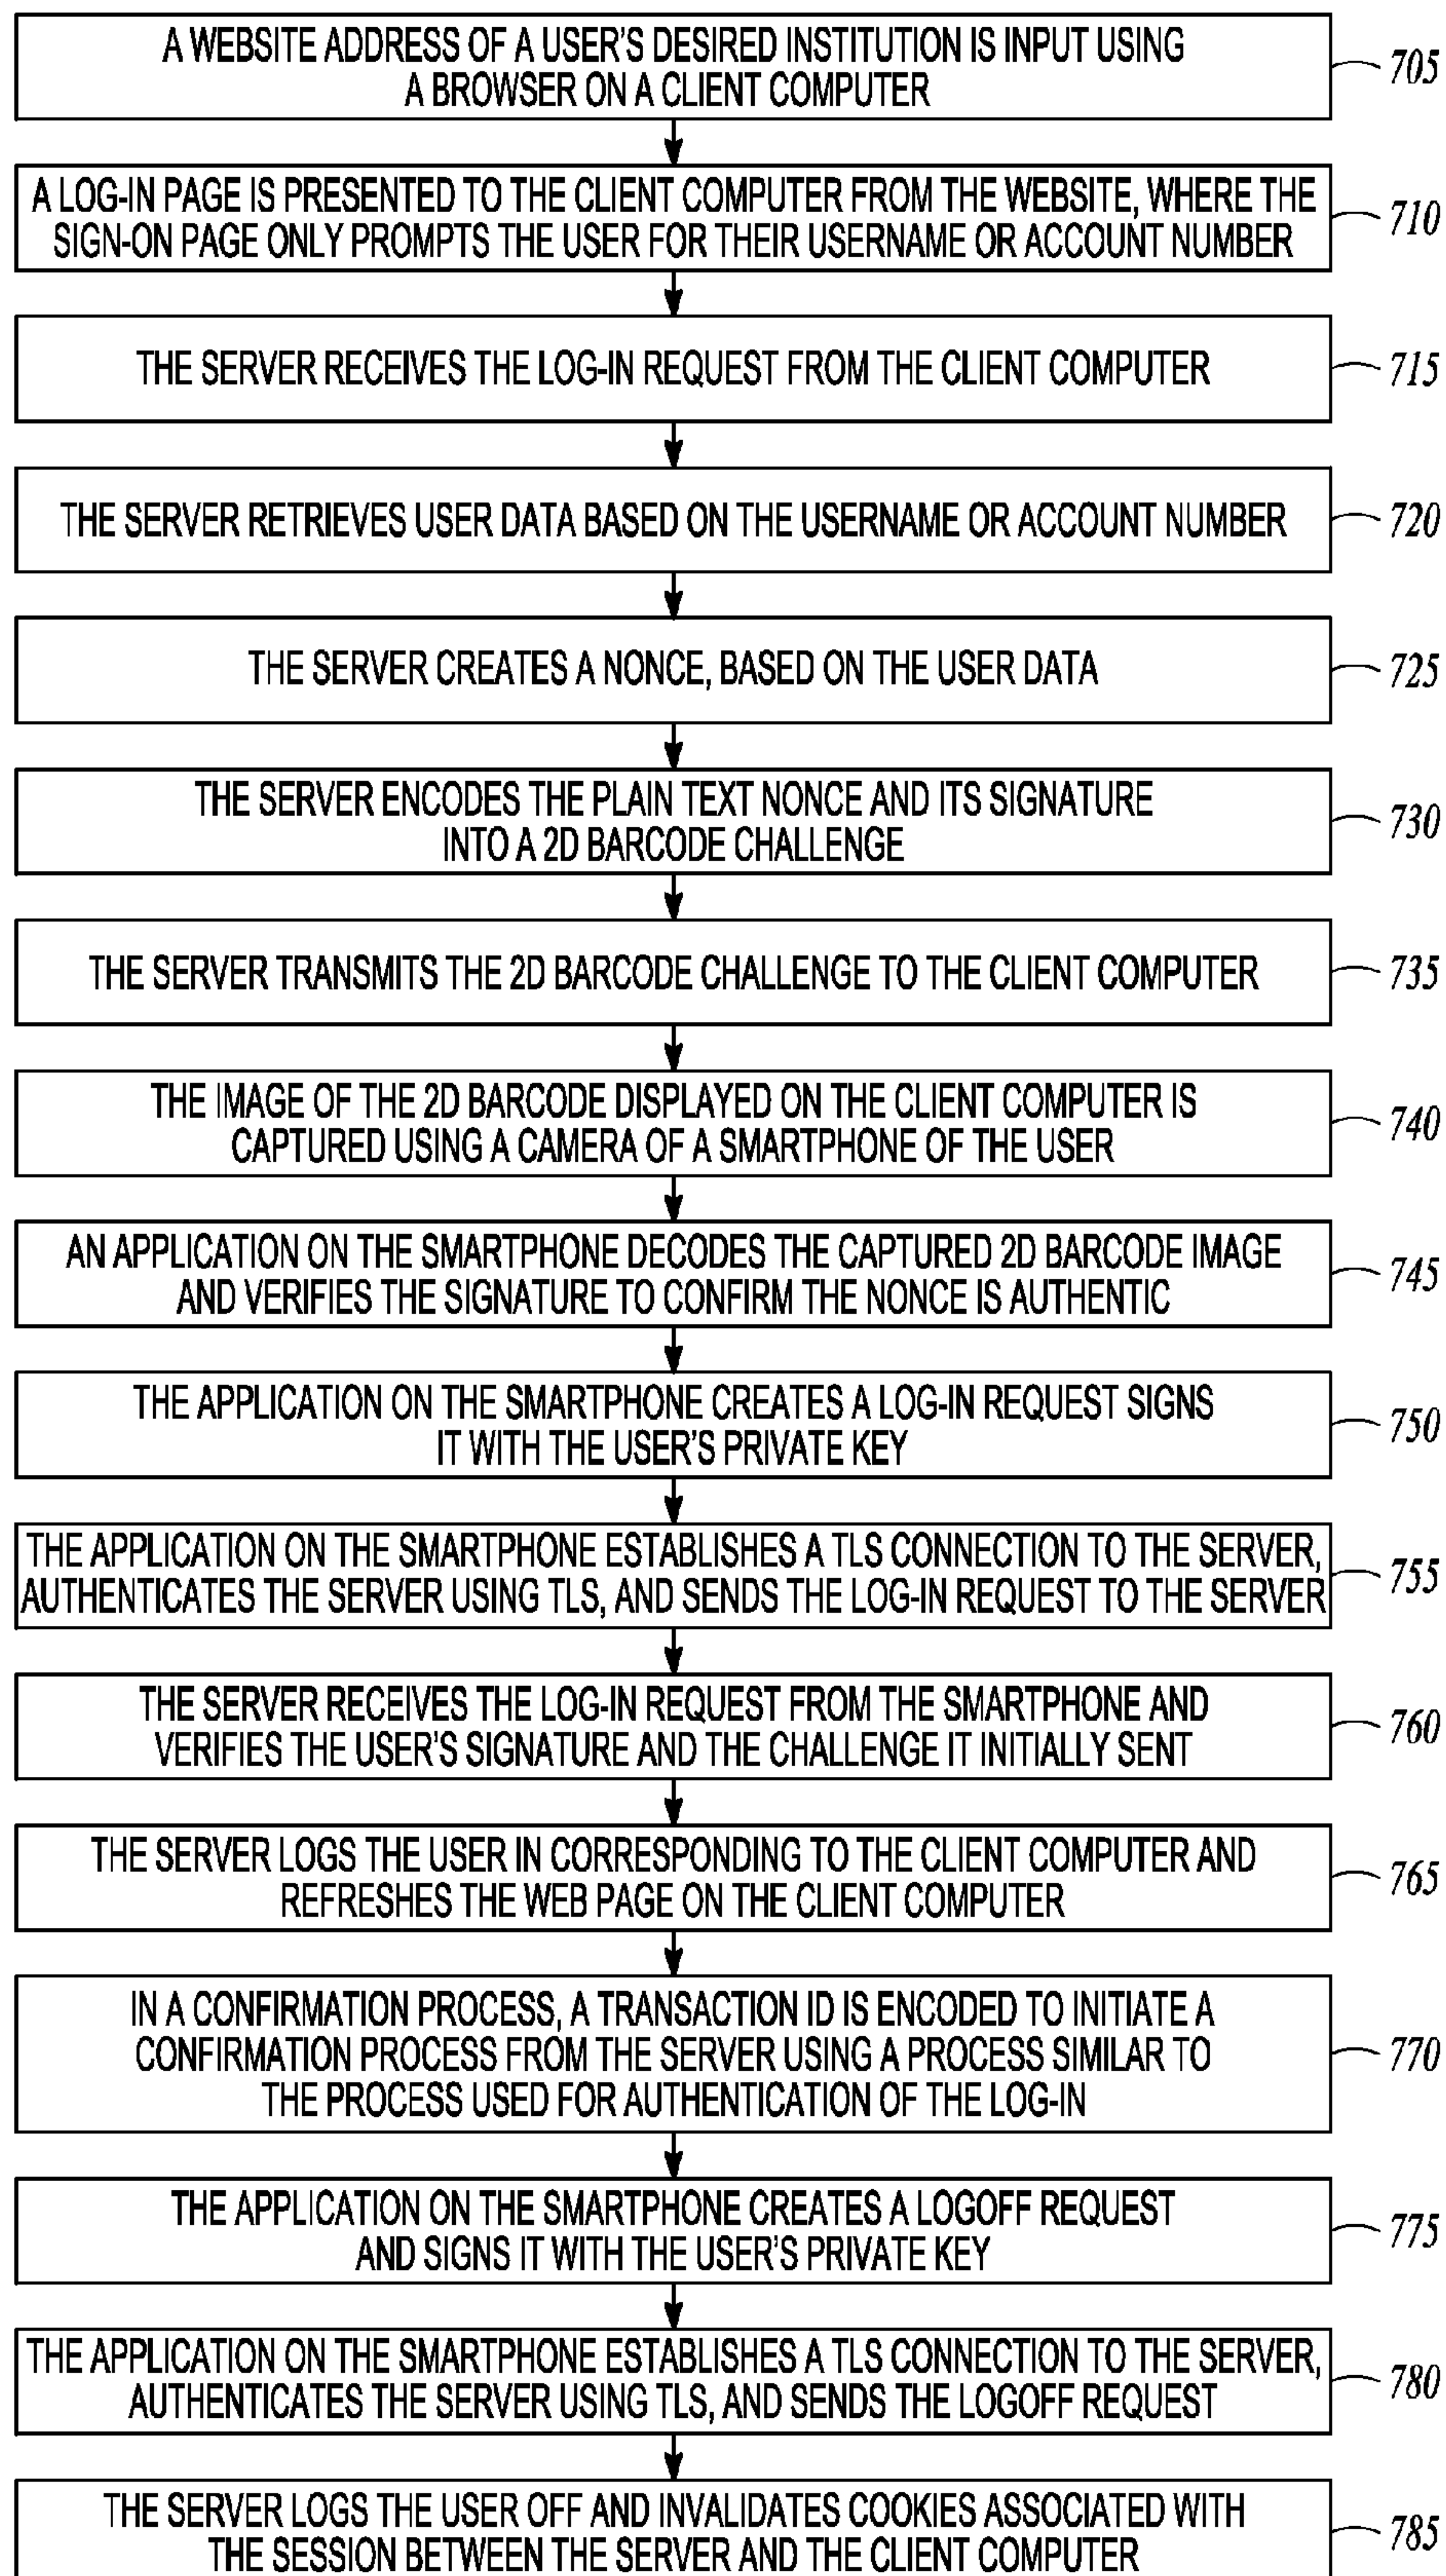 A WEBSITE ADDRESS OF A USER'S DESIRED INSTITUTION IS INPUT USING
A BROWSER ON A CLIENT COMPUTER
705
A LOG-IN PAGE IS PRESENTED TO THE CLIENT COMPUTER FROM THE WEBSITE, WHERE THE
SIGN-ON PAGE ONLY PROMPTS THE USER FOR THEIR USERNAME OR ACCOUNT NUMBER
710
THE SERVER RECEIVES THE LOG-IN REQUEST FROM THE CLIENT COMPUTER
715
THE SERVER RETRIEVES USER DATA BASED ON THE USERNAME OR ACCOUNT NUMBER
720
THE SERVER CREATES A NONCE, BASED ON THE USER DATA
725
THE SERVER ENCODES THE PLAIN TEXT NONCE AND ITS SIGNATURE
INTO A 2D BARCODE CHALLENGE
730
THE SERVER TRANSMITS THE 2D BARCODE CHALLENGE TO THE CLIENT COMPUTER
735
THE IMAGE OF THE 2D BARCODE DISPLAYED ON THE CLIENT COMPUTER IS
CAPTURED USING A CAMERA OF A SMARTPHONE OF THE USER
740
AN APPLICATION ON THE SMARTPHONE DECODES THE CAPTURED 2D BARCODE IMAGE
AND VERIFIES THE SIGNATURE TO CONFIRM THE NONCE IS AUTHENTIC
745
THE APPLICATION ON THE SMARTPHONE CREATES A LOG-IN REQUEST SIGNS
IT WITH THE USER'S PRIVATE KEY
750
THE APPLICATION ON THE SMARTPHONE ESTABLISHES A TLS CONNECTION TO THE SERVER,
AUTHENTICATES THE SERVER USING TLS, AND SENDS THE LOG-IN REQUEST TO THE SERVER
755
THE SERVER RECEIVES THE LOG-IN REQUEST FROM THE SMARTPHONE AND
VERIFIES THE USER'S SIGNATURE AND THE CHALLENGE IT INITIALLY SENT
760
THE SERVER LOGS THE USER IN CORRESPONDING TO THE CLIENT COMPUTER AND
REFRESHES THE WEB PAGE ON THE CLIENT COMPUTER
765
IN A CONFIRMATION PROCESS, A TRANSACTION ID IS ENCODED TO INITIATE A
CONFIRMATION PROCESS FROM THE SERVER USING A PROCESS SIMILAR TO
THE PROCESS USED FOR AUTHENTICATION OF THE LOG-IN
770
THE APPLICATION ON THE SMARTPHONE CREATES A LOGOFF REQUEST
AND SIGNS IT WITH THE USER'S PRIVATE KEY
775
THE APPLICATION ON THE SMARTPHONE ESTABLISHES A TLS CONNECTION TO THE SERVER,
AUTHENTICATES THE SERVER USING TLS, AND SENDS THE LOGOFF REQUEST
780
THE SERVER LOGS THE USER OFF AND INVALIDATES COOKIES ASSOCIATED WITH
THE SESSION BETWEEN THE SERVER AND THE CLIENT COMPUTER
785